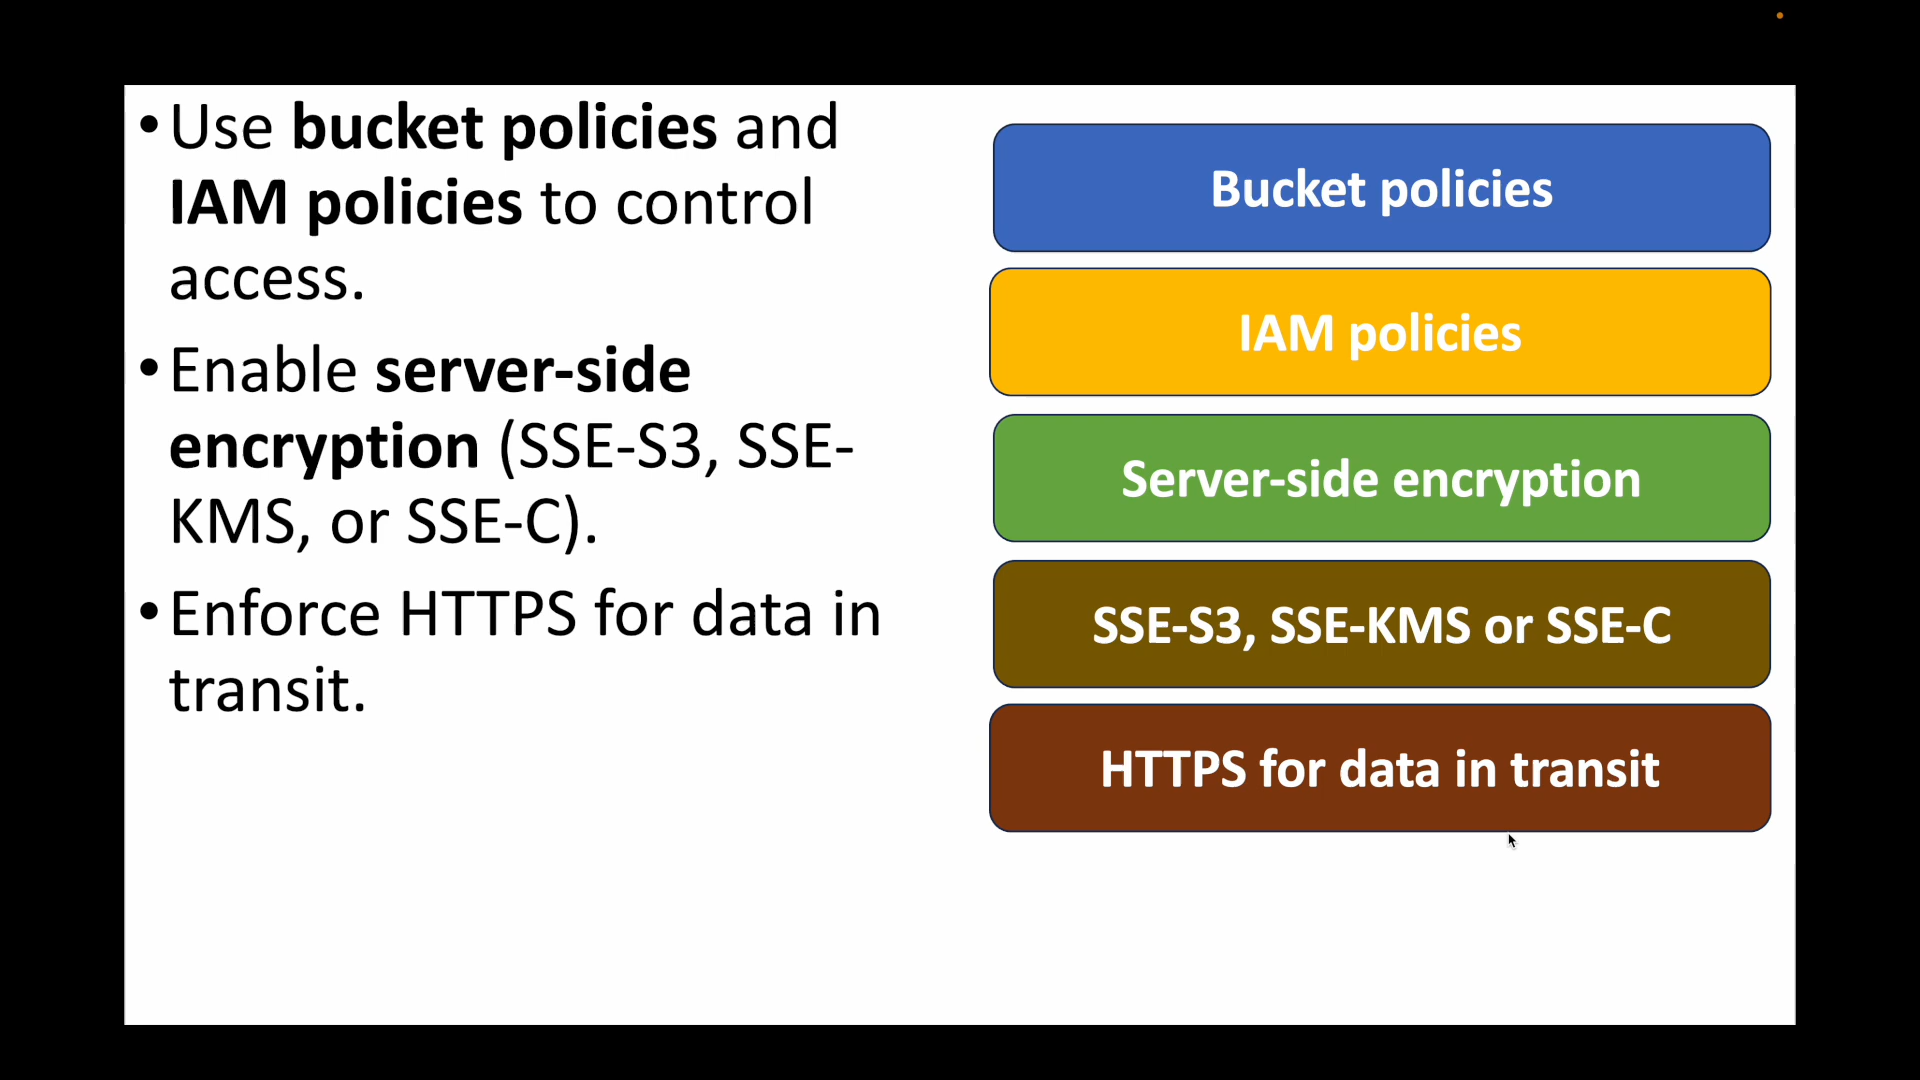 • Use bucket policies and
IAM policies to control
access.
• Enable server-side
encryption (SSE-S3, SSE-
KMS, or SSE-C).
• Enforce HTTPS for data in
transit.
Bucket policies
IAM policies
Server-side encryption
SSE-S3, SSE-KMS or SSE-C
HTTPS for data in transit